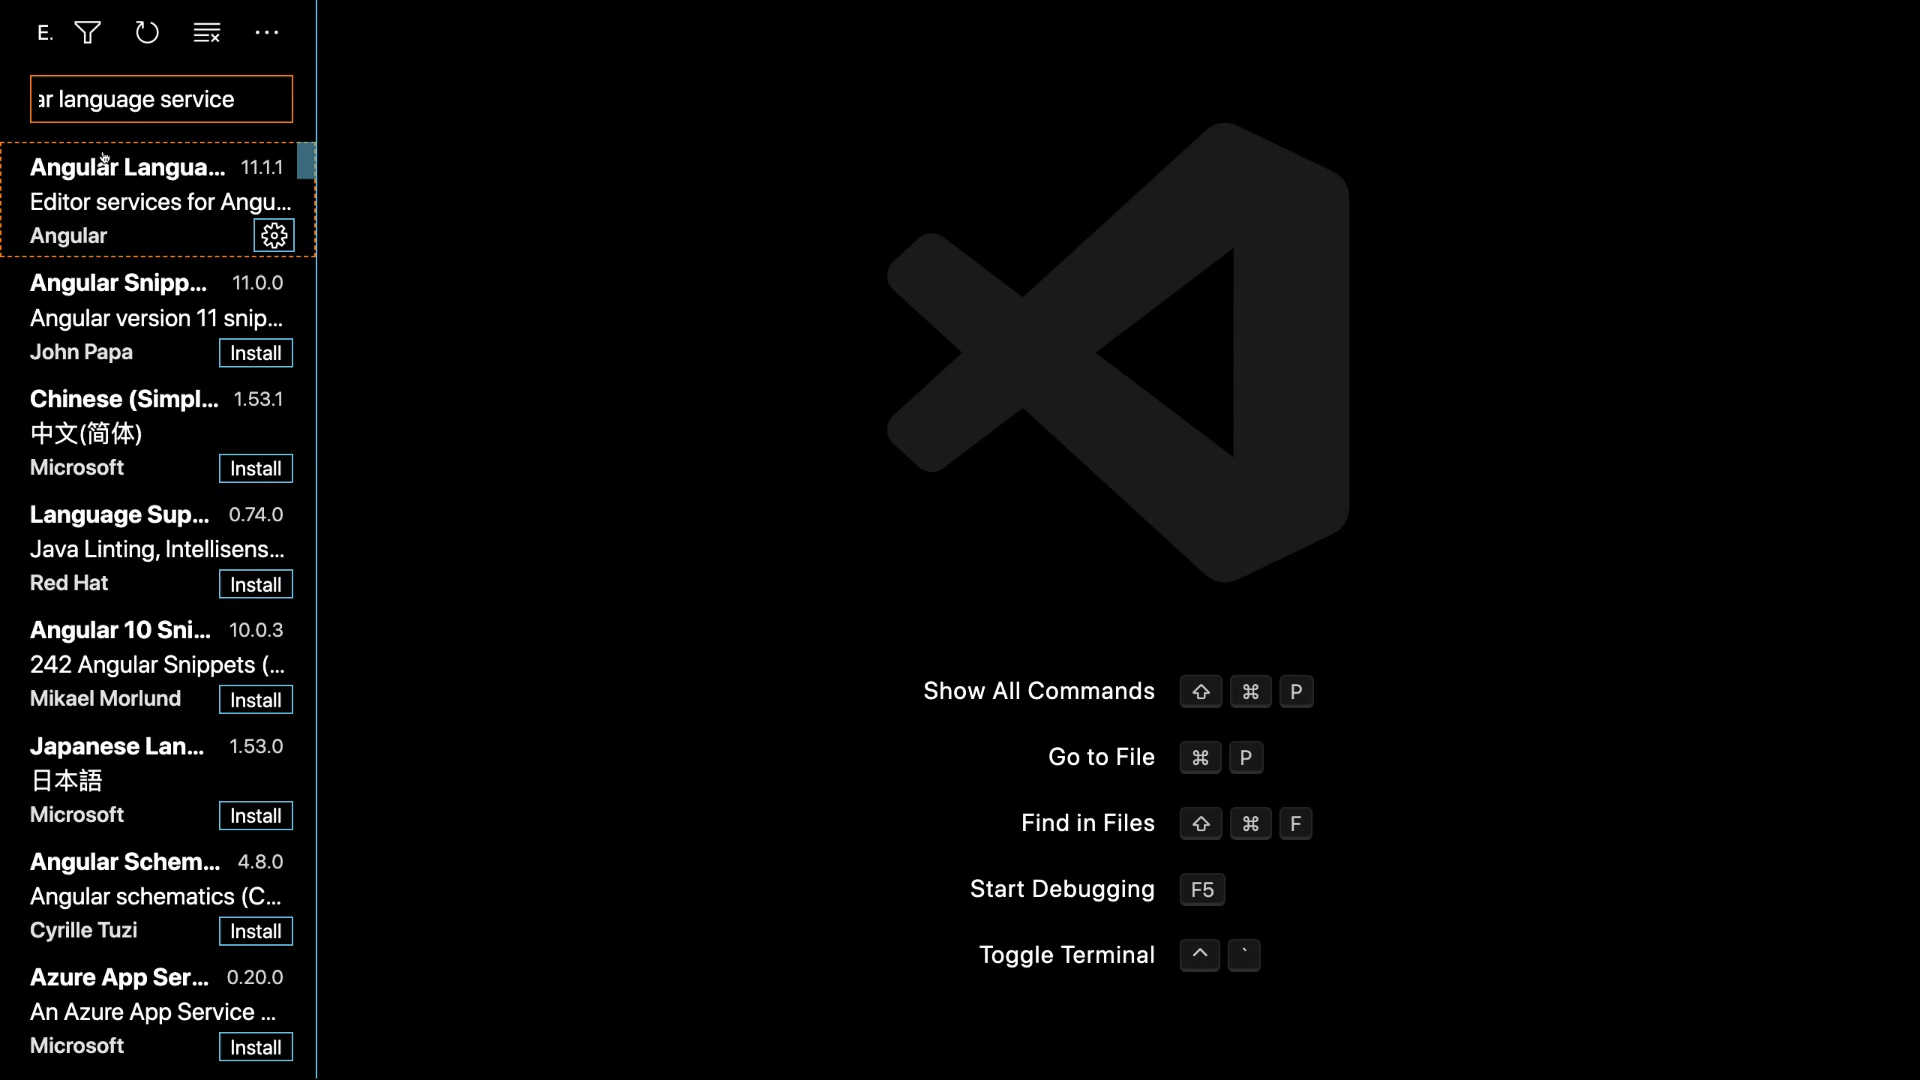 E.
ar language service
Angular Langua... 11.1.1
Editor services for Angu...
Angular
Angular Snipp... 11.0.0
Angular version 11 snip...
John Papa Install
Chinese (Simpl... 1.53.1
中文(简体)
Microsoft Install
Language Sup... 0.74.0
Java Linting, Intellisens...
Red Hat Install
Angular 10 Sni... 10.0.3
242 Angular Snippets (...
Mikael Morlund Install
Japanese Lan... 1.53.0
日本語
Microsoft Install
Angular Schem... 4.8.0
Angular schematics (C...
Cyrille Tuzi Install
Azure App Ser... 0.20.0
An Azure App Service ...
Microsoft Install
Show All Commands ⇧ ⌘ P
Go to File ⌘ P
Find in Files ⇧ ⌘ F
Start Debugging F5
Toggle Terminal ^ `